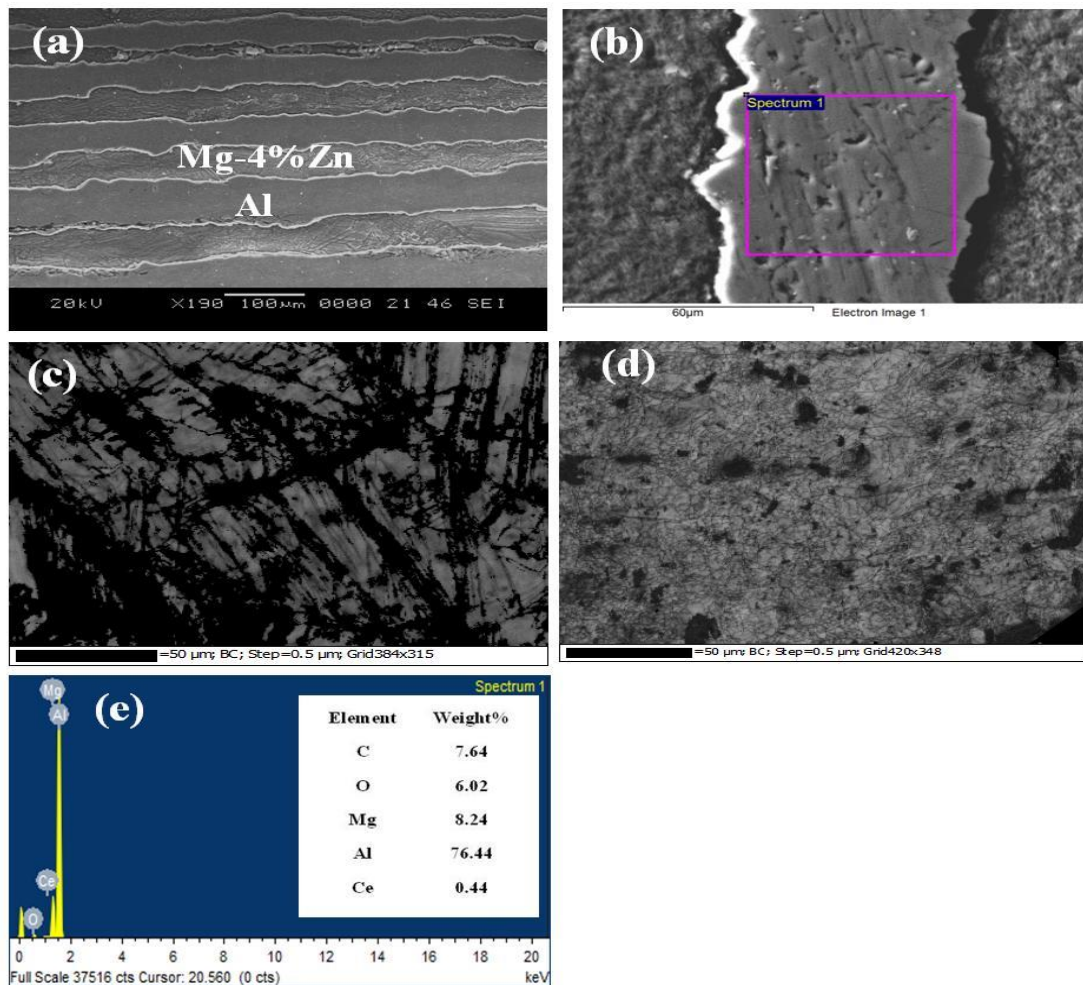 (a)
Mg-4%Zn
Al
20kV X190 100µm 0000 21 46 SEI
(b)
Spectrum 1
60µm Electron Image 1
(c)
=50 µm; BC; Step=0.5 µm; Grid384x315
(d)
=50 µm; BC; Step=0.5 µm; Grid420x348
(e)
Spectrum 1
Mg
Al
Ce
O
Element Weight%
C 7.64
O 6.02
Mg 8.24
Al 76.44
Ce 0.44
0 2 4 6 8 10 12 14 16 18 20
Full Scale 37516 cts Cursor: 20.560 (0 cts) keV